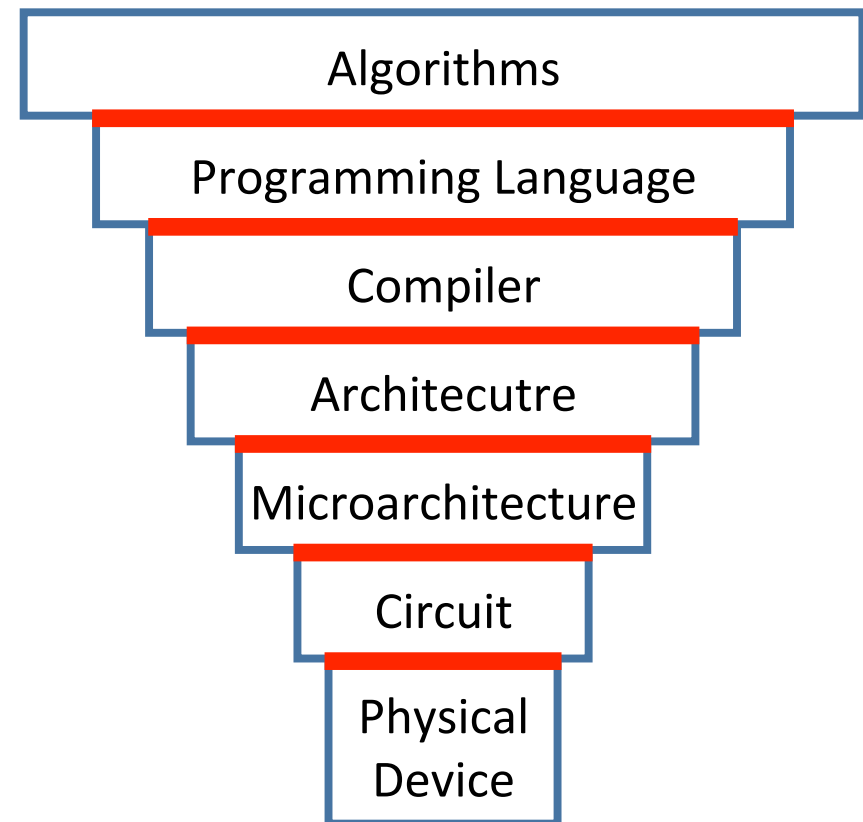 Algorithms
Programming Language
Compiler
Architecutre
Microarchitecture
Circuit
Physical
Device